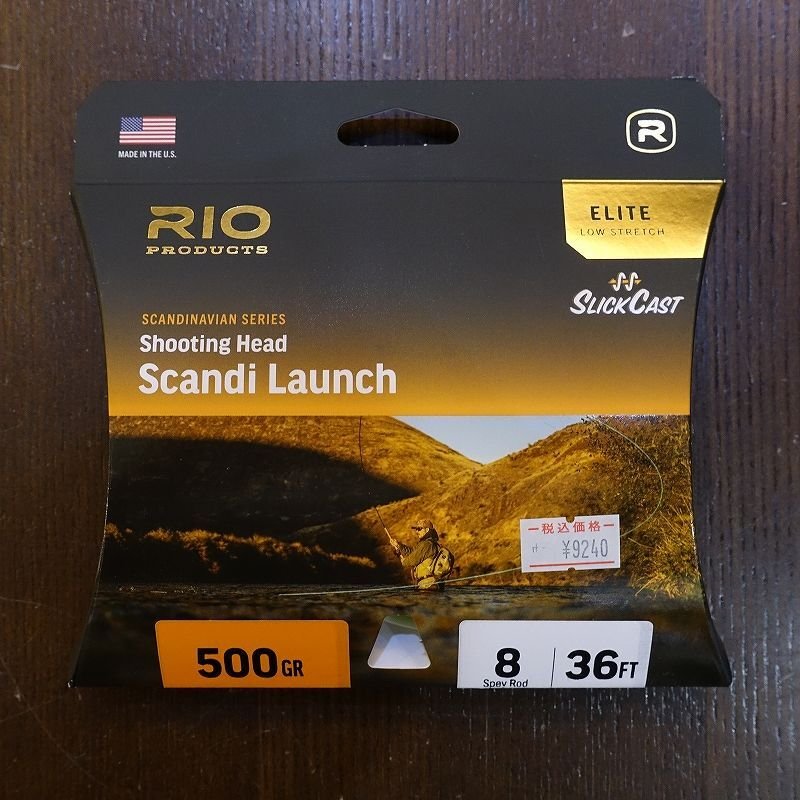 MADE IN THE U.S.
R
RIO
PRODUCTS
ELITE
LOW STRETCH
SLICKCAST
SCANDINAVIAN SERIES
Shooting Head
Scandi Launch
税込価格
¥9240
500GR
8
Spey Rod
36FT